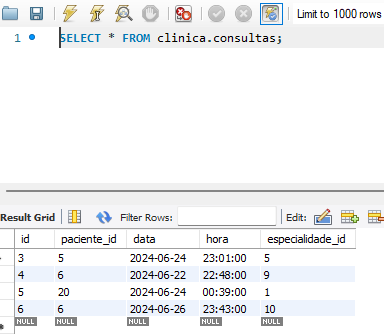 Limit to 1000 rows
1 SELECT * FROM clinica.consultas;
Result Grid Filter Rows: Edit:
id paciente_id data hora especialidade_id
3 5 2024-06-24 23:01:00 5
4 6 2024-06-22 22:48:00 9
5 20 2024-06-24 00:39:00 1
6 6 2024-06-26 23:43:00 10
NULL NULL NULL NULL NULL